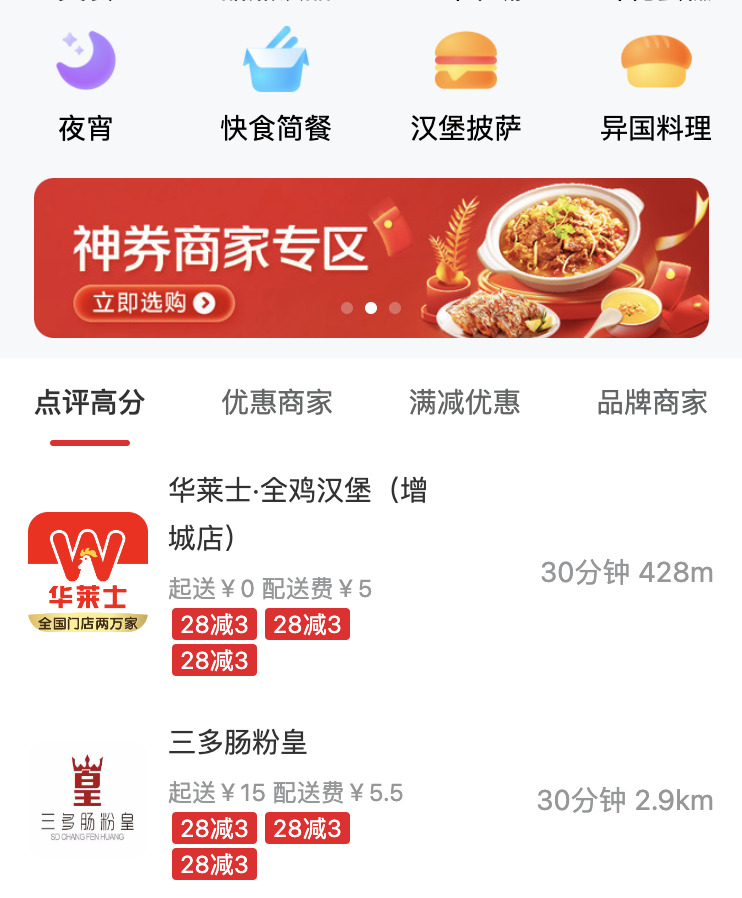 夜宵
快食简餐
汉堡披萨
异国料理
神券商家专区
立即选购
点评高分
优惠商家
满减优惠
品牌商家
华莱士·全鸡汉堡（增
城店）
起送￥0 配送费￥5
28减3 28减3
28减3
30分钟 428m
华莱士
全国门店两万家
三多肠粉皇
起送￥15 配送费￥5.5
28减3 28减3
28减3
30分钟 2.9km
皇
三多肠粉皇
SO CHANG FEN HUANG